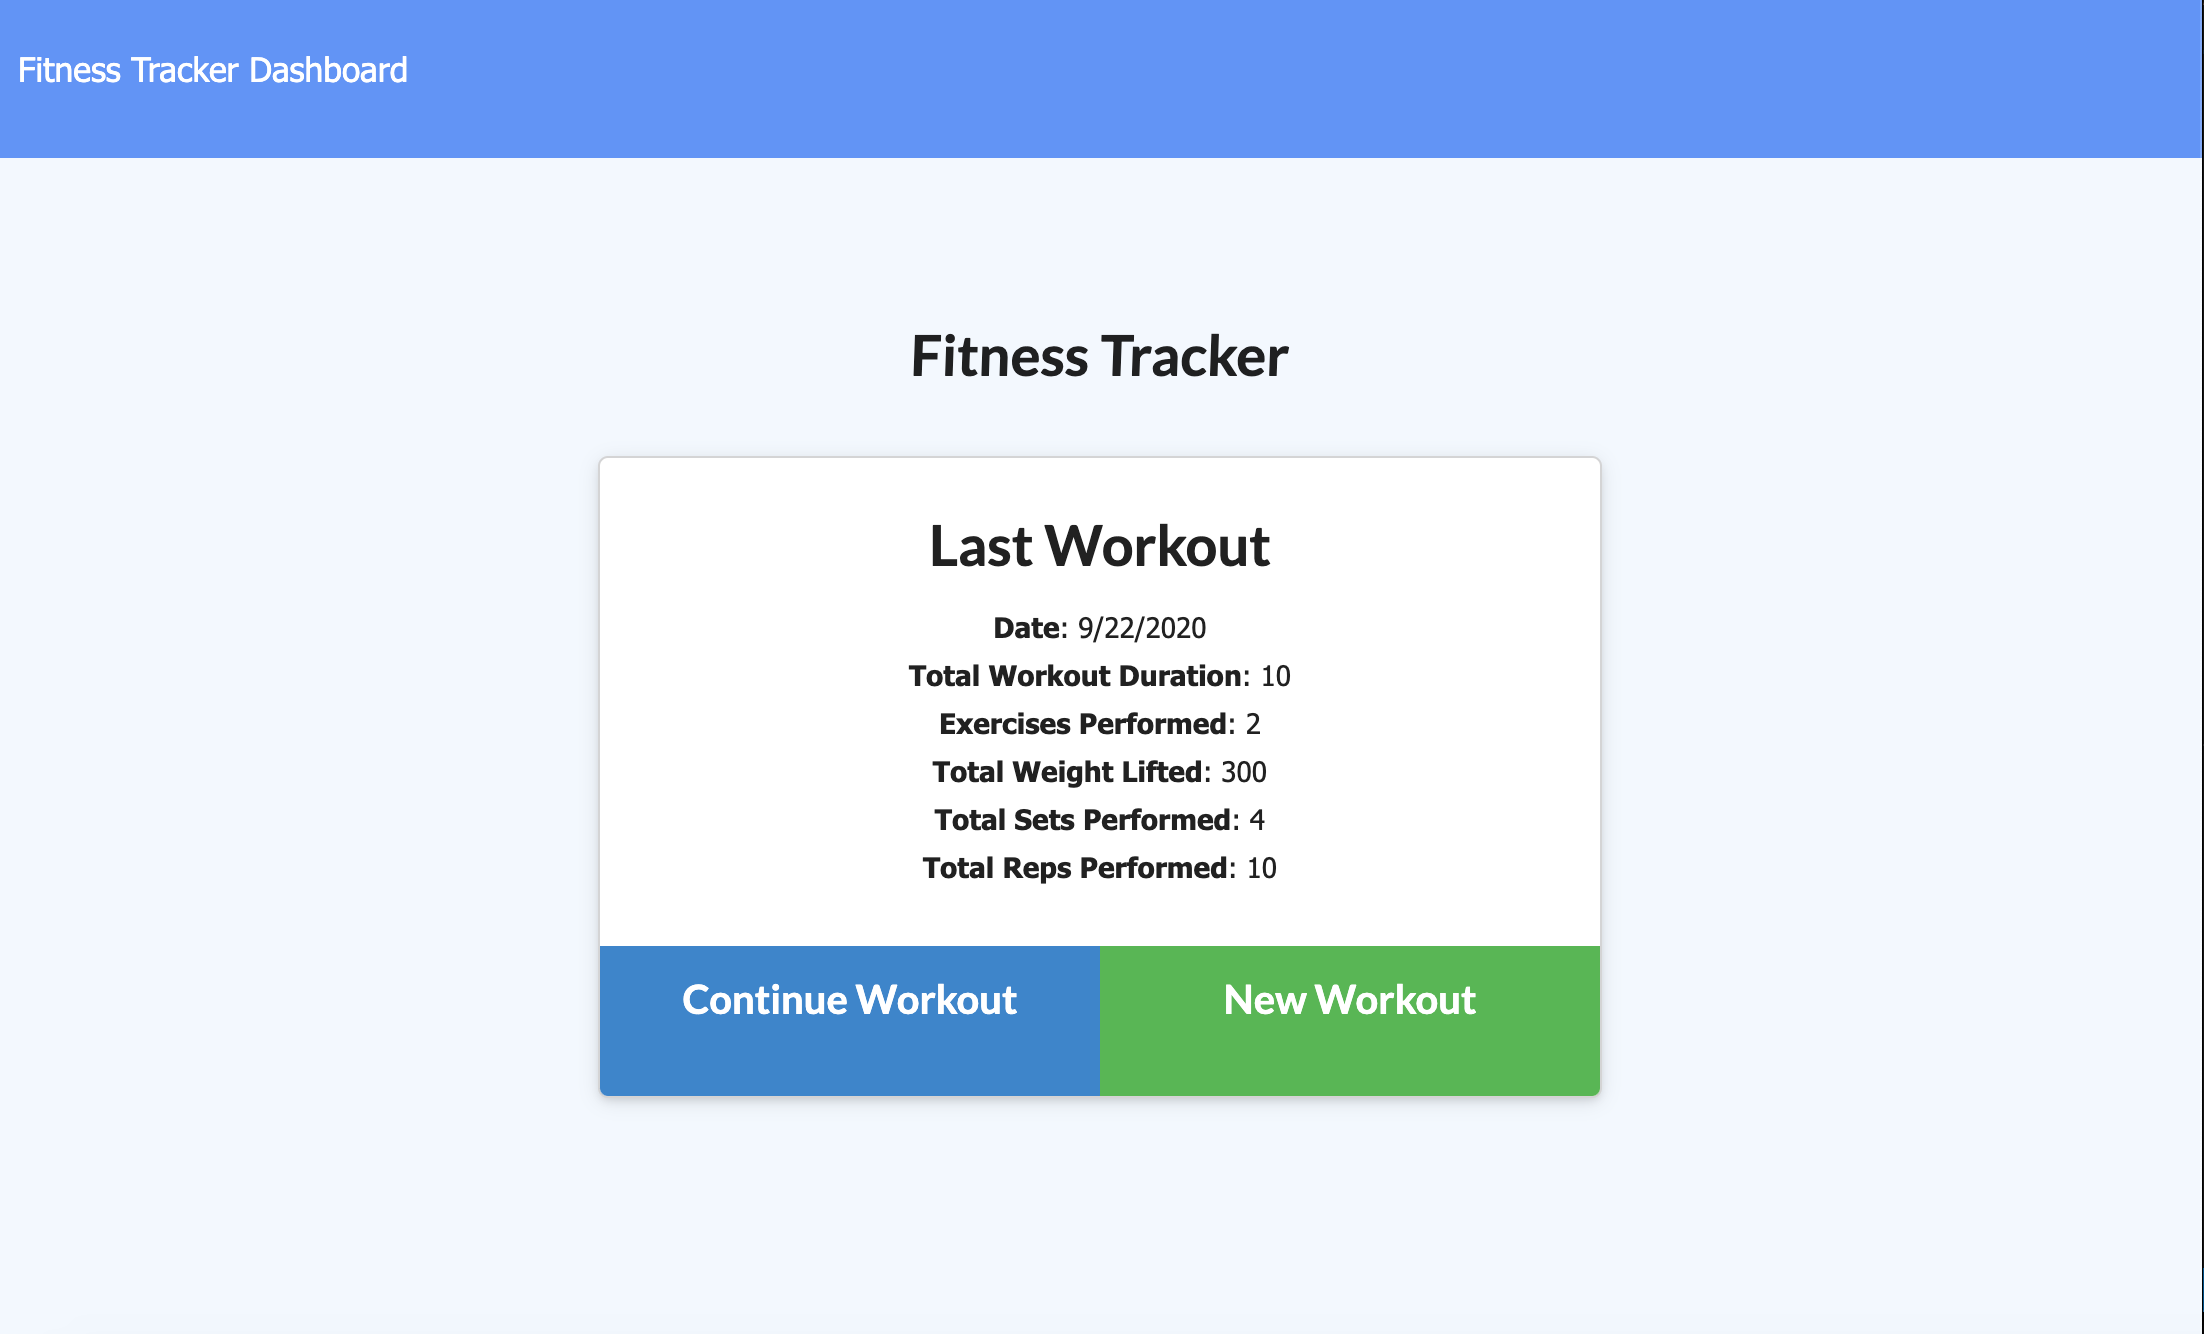 Fitness Tracker Dashboard
Fitness Tracker
Last Workout
Date: 9/22/2020
Total Workout Duration: 10
Exercises Performed: 2
Total Weight Lifted: 300
Total Sets Performed: 4
Total Reps Performed: 10
Continue Workout
New Workout